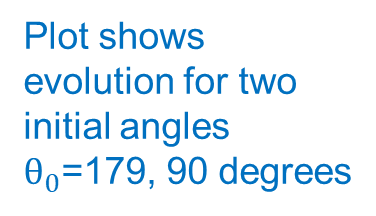 Plot shows
evolution for two
initial angles
θ₀=179, 90 degrees